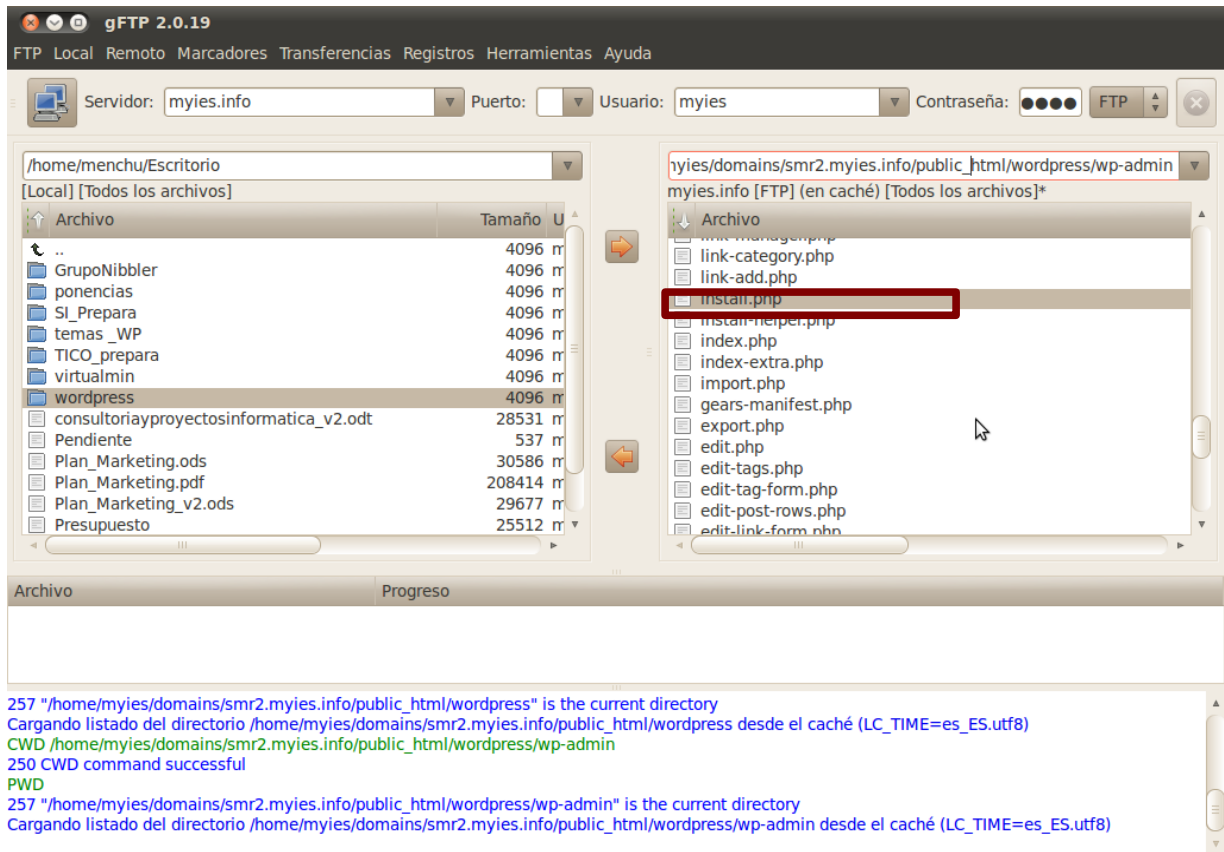 gFTP 2.0.19
FTP Local Remoto Marcadores Transferencias Registros Herramientas Ayuda
Servidor: myies.info Puerto: Usuario: myies Contraseña: ●●●● FTP
/home/menchu/Escritorio
[Local] [Todos los archivos]
Archivo Tamaño U
.. 4096 m
GrupoNibbler 4096 m
ponencias 4096 m
SI_Prepara 4096 m
temas _WP 4096 m
TICO_prepara 4096 m
virtualmin 4096 m
wordpress 4096 m
consultoriayproyectosinformatica_v2.odt 28531 m
Pendiente 537 m
Plan_Marketing.ods 30586 m
Plan_Marketing.pdf 208414 m
Plan_Marketing_v2.ods 29677 m
Presupuesto 25512 m
nyies/domains/smr2.myies.info/public_html/wordpress/wp-admin
myies.info [FTP] (en caché) [Todos los archivos]*
Archivo
link-manager.php
link-category.php
link-add.php
install.php
install-helper.php
index.php
index-extra.php
import.php
gears-manifest.php
export.php
edit.php
edit-tags.php
edit-tag-form.php
edit-post-rows.php
edit-link-form.php
Archivo Progreso
257 "/home/myies/domains/smr2.myies.info/public_html/wordpress" is the current directory
Cargando listado del directorio /home/myies/domains/smr2.myies.info/public_html/wordpress desde el caché (LC_TIME=es_ES.utf8)
CWD /home/myies/domains/smr2.myies.info/public_html/wordpress/wp-admin
250 CWD command successful
PWD
257 "/home/myies/domains/smr2.myies.info/public_html/wordpress/wp-admin" is the current directory
Cargando listado del directorio /home/myies/domains/smr2.myies.info/public_html/wordpress/wp-admin desde el caché (LC_TIME=es_ES.utf8)